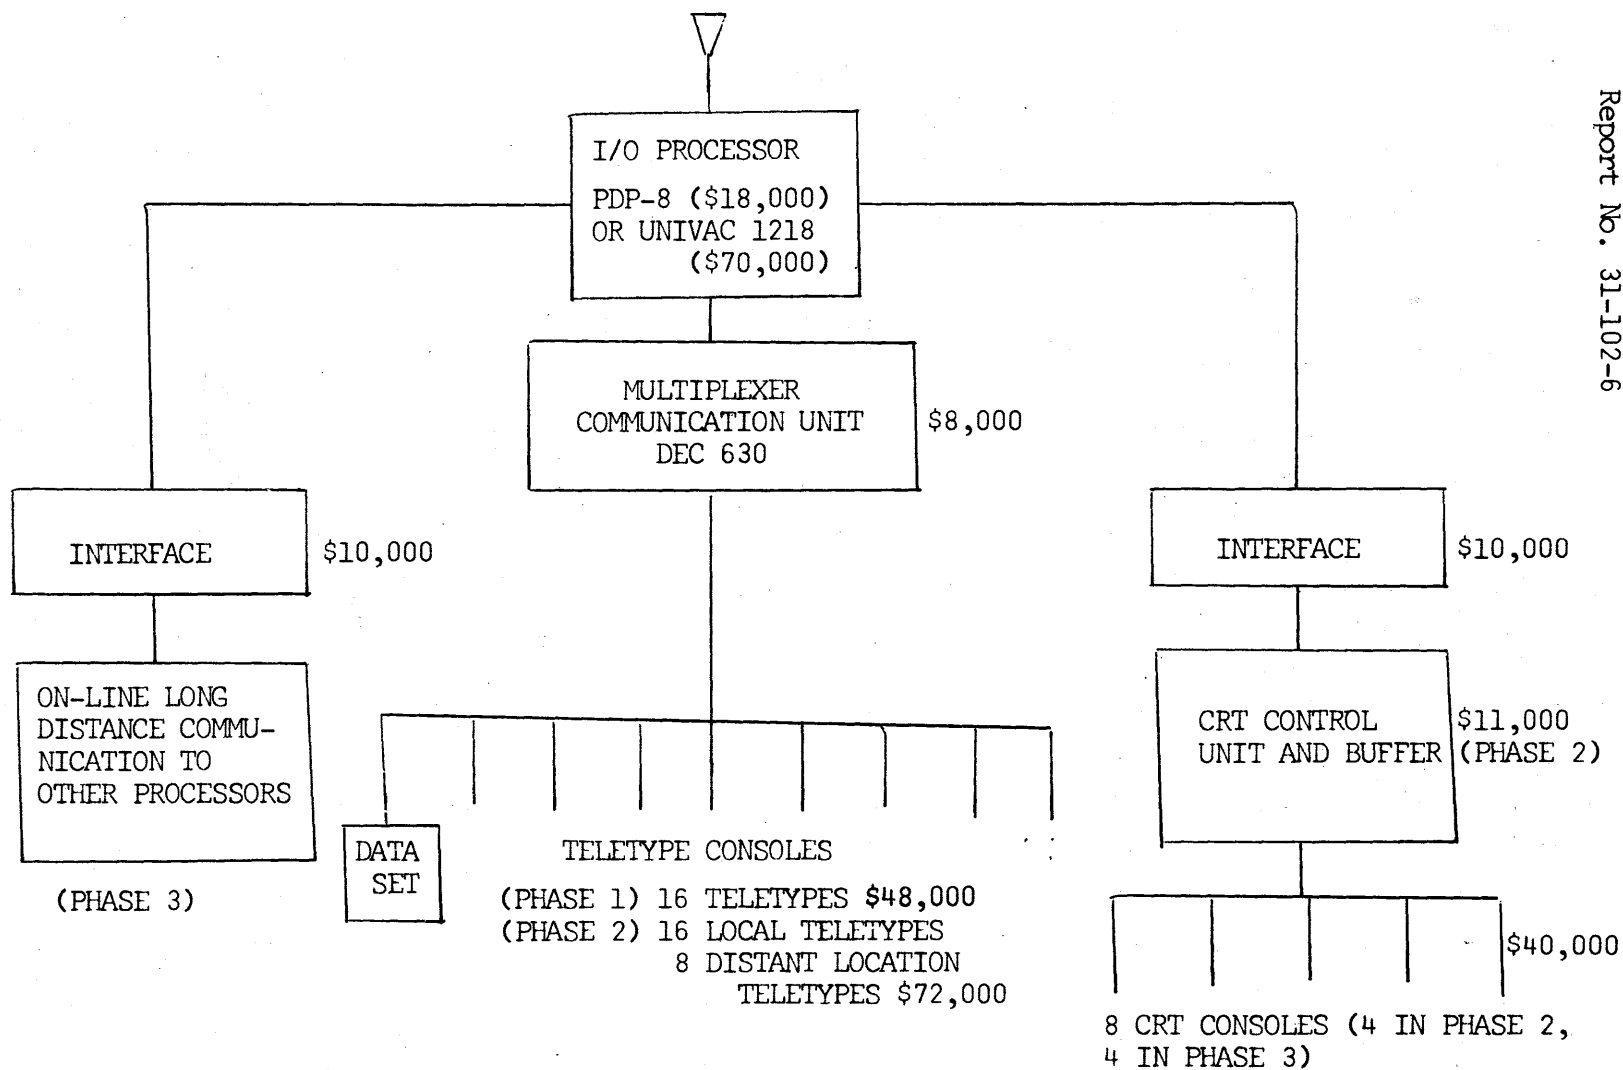 Report No. 31-102-6
I/O PROCESSOR
PDP-8 ($18,000)
OR UNIVAC 1218
($70,000)
MULTIPLEXER
COMMUNICATION UNIT
DEC 630
$8,000
INTERFACE
$10,000
INTERFACE
$10,000
ON-LINE LONG
DISTANCE COMMU-
NICATION TO
OTHER PROCESSORS
(PHASE 3)
CRT CONTROL
UNIT AND BUFFER
$11,000
(PHASE 2)
DATA
SET
TELETYPE CONSOLES
(PHASE 1) 16 TELETYPES $48,000
(PHASE 2) 16 LOCAL TELETYPES
8 DISTANT LOCATION
TELETYPES $72,000
$40,000
8 CRT CONSOLES (4 IN PHASE 2,
4 IN PHASE 3)